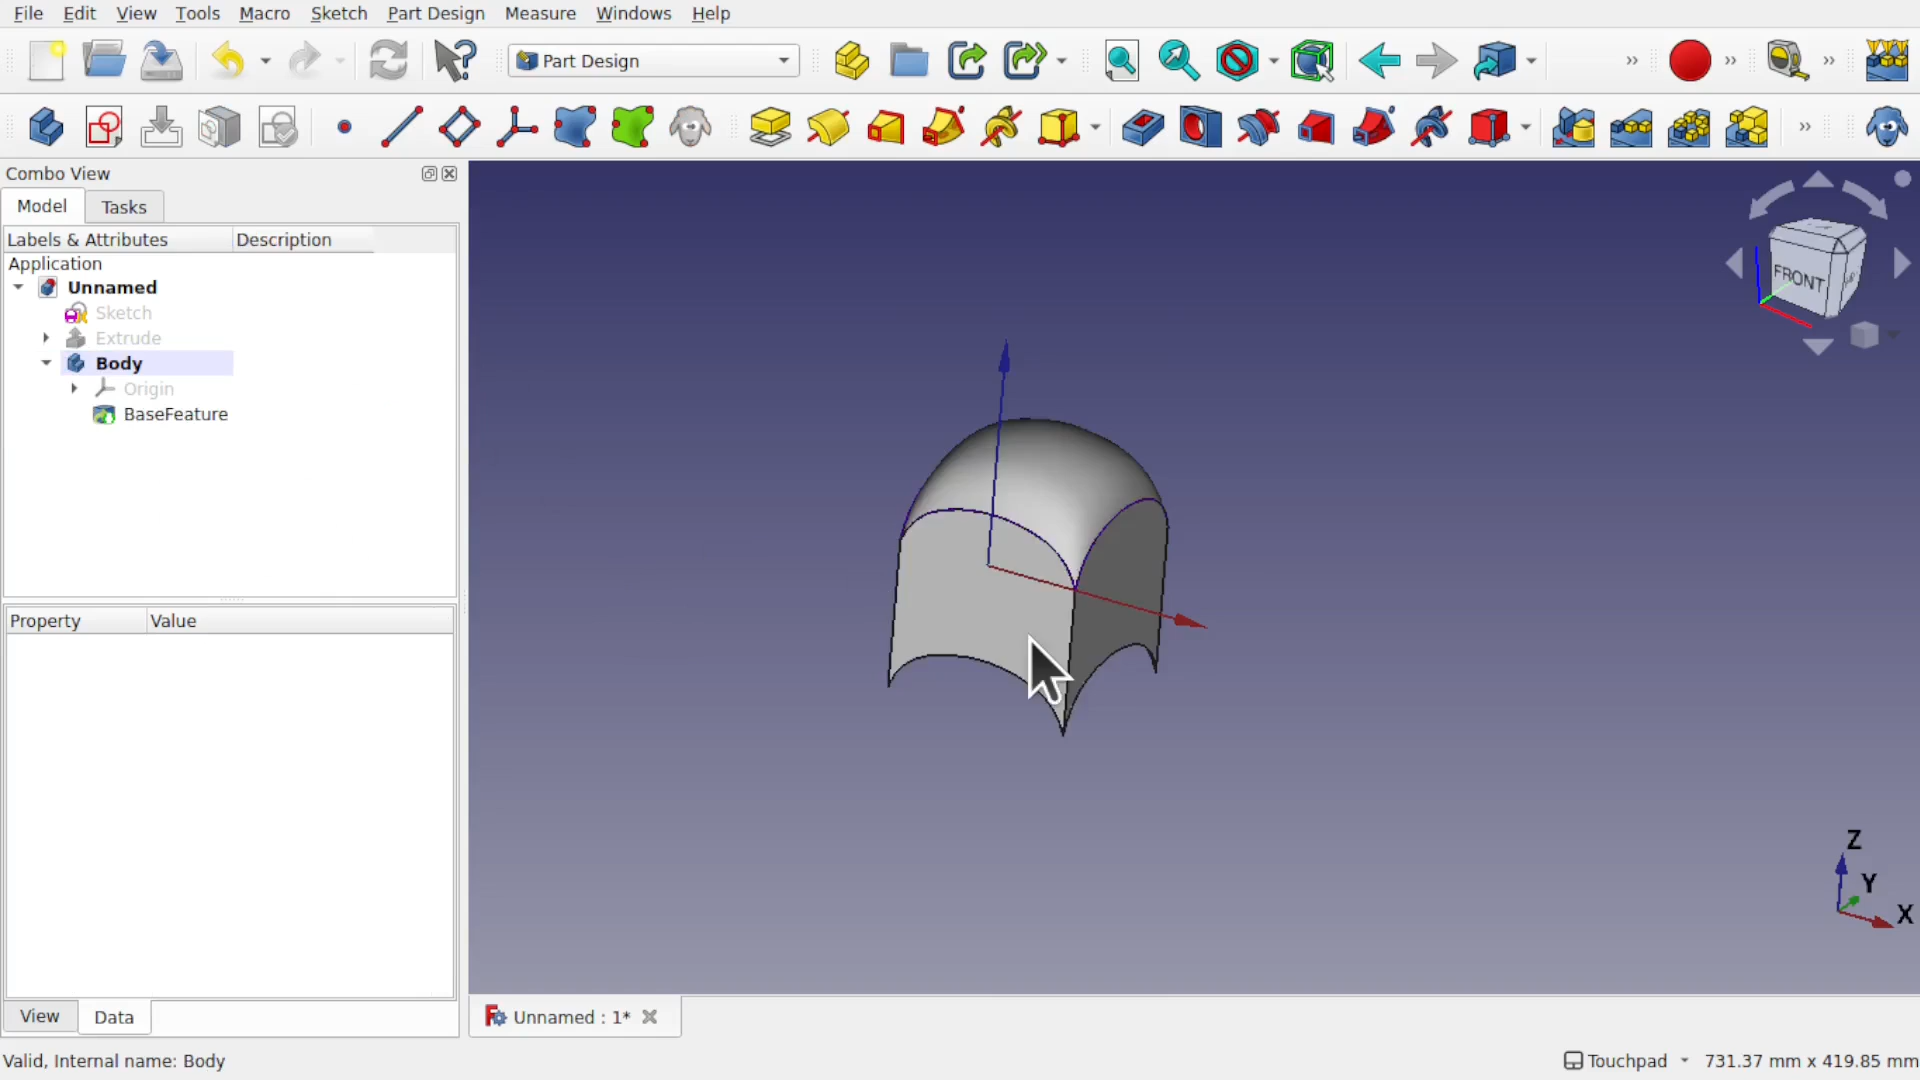 File Edit View Tools Macro Sketch Part Design Measure Windows Help
Part Design
Combo View
Model Tasks
Labels & Attributes Description
Application
Unnamed
Sketch
Extrude
Body
Origin
BaseFeature
Property Value
View Data
FRONT
Z
Y
X
Unnamed : 1*
Valid, Internal name: Body
Touchpad 731.37 mm x 419.85 mm